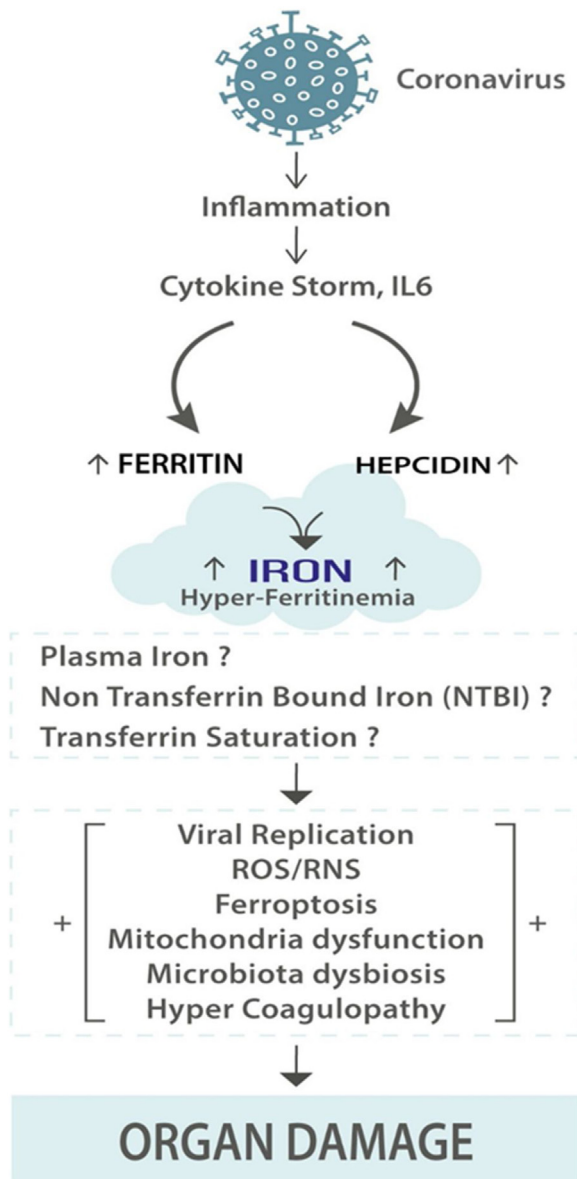 Coronavirus
Inflammation
Cytokine Storm, IL6
↑ FERRITIN
HEPCIDIN ↑
↑ IRON ↑
Hyper-Ferritinemia
Plasma Iron ?
Non Transferrin Bound Iron (NTBI) ?
Transferrin Saturation ?
Viral Replication
ROS/RNS
Ferroptosis
+ Mitochondria dysfunction +
Microbiota dysbiosis
Hyper Coagulopathy
ORGAN DAMAGE